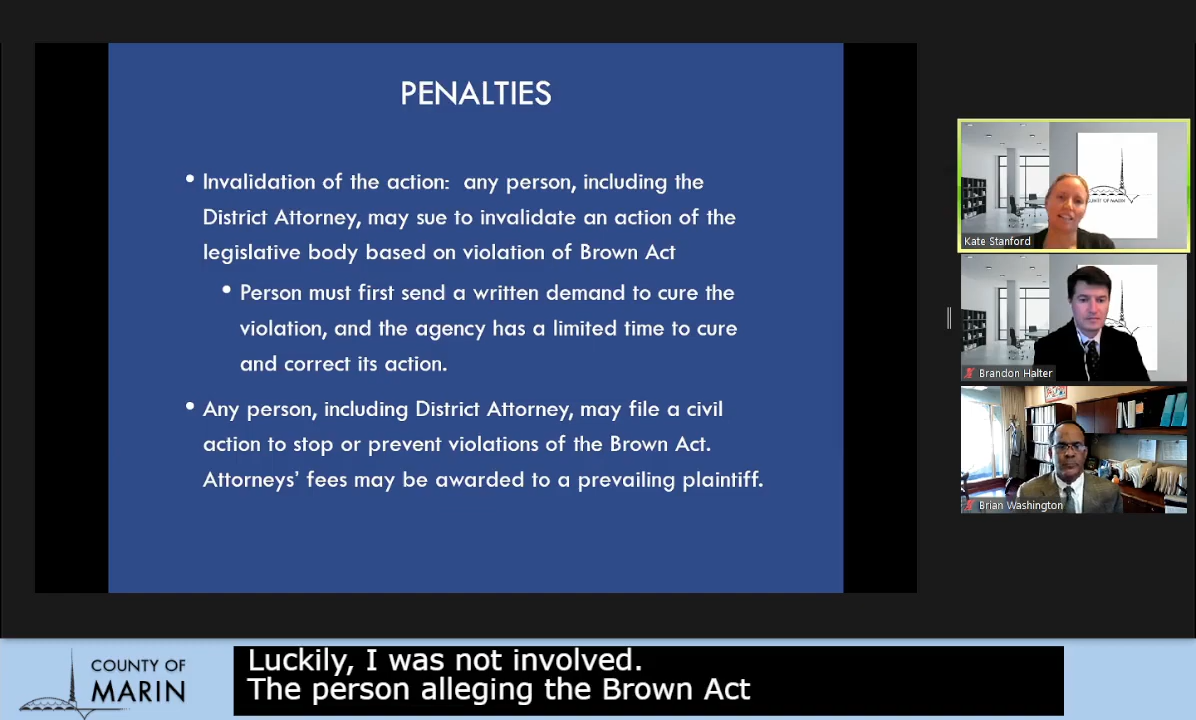 PENALTIES
• Invalidation of the action: any person, including the
District Attorney, may sue to invalidate an action of the
legislative body based on violation of Brown Act
• Person must first send a written demand to cure the
violation, and the agency has a limited time to cure
and correct its action.
• Any person, including District Attorney, may file a civil
action to stop or prevent violations of the Brown Act.
Attorneys' fees may be awarded to a prevailing plaintiff.
COUNTY OF MARIN
Kate Stanford
Brandon Halter
Brian Washington
COUNTY OF
MARIN
Luckily, I was not involved.
The person alleging the Brown Act